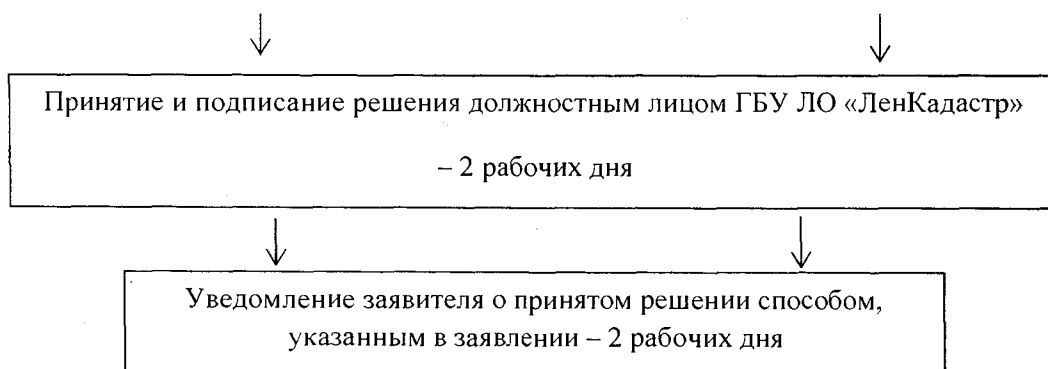 Принятие и подписание решения должностным лицом ГБУ ЛО «ЛенКадастр»
– 2 рабочих дня
Уведомление заявителя о принятом решении способом,
указанным в заявлении – 2 рабочих дня